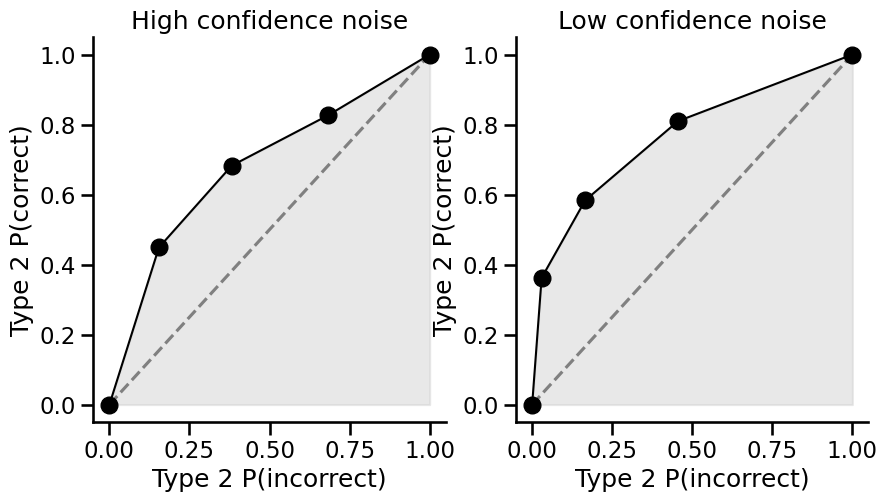 High confidence noise
1.0
0.8
0.6
0.4
0.2
0.0
Type 2 P(correct)
0.00 0.25 0.50 0.75 1.00
Type 2 P(incorrect)
Low confidence noise
1.0
0.8
0.6
0.4
0.2
0.0
Type 2 P(correct)
0.00 0.25 0.50 0.75 1.00
Type 2 P(incorrect)